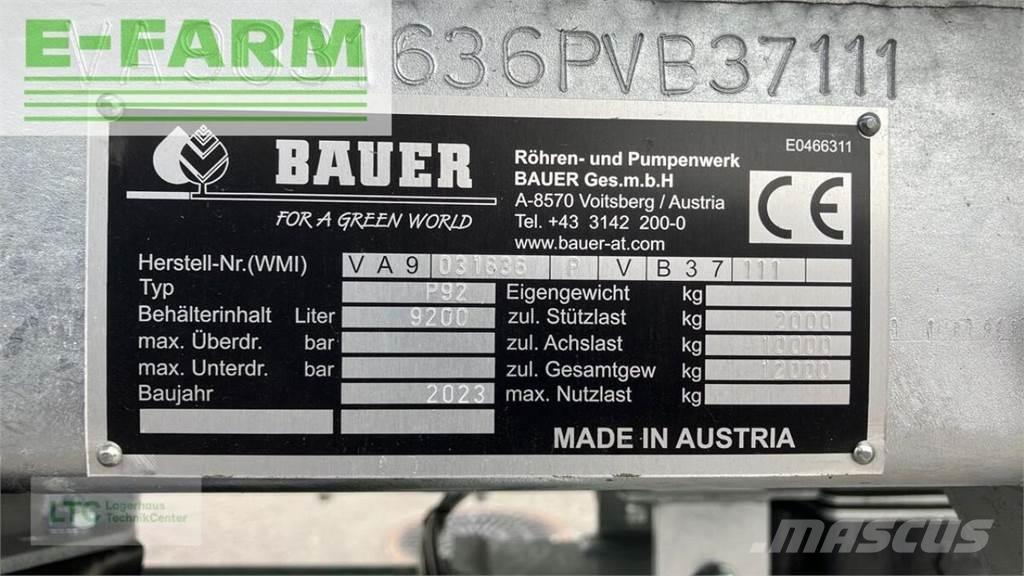 E-FARM
VA9031636PVB37111
BAUER
FOR A GREEN WORLD
Röhren- und Pumpenwerk
BAUER Ges.m.b.H
A-8570 Voitsberg / Austria
Tel. +43 3142 200-0
www.bauer-at.com
E0466311
CE
Herstell-Nr.(WMI) VA9 031636 P V B37 111
Typ P92
Behälterinhalt Liter 9200
max. Überdr. bar
max. Unterdr. bar
Baujahr 2023
Eigengewicht kg
zul. Stützlast kg 2000
zul. Achslast kg 10000
zul. Gesamtgew kg 12000
max. Nutzlast kg
MADE IN AUSTRIA
LTC Lagerhaus
TechnikCenter
MASCUS